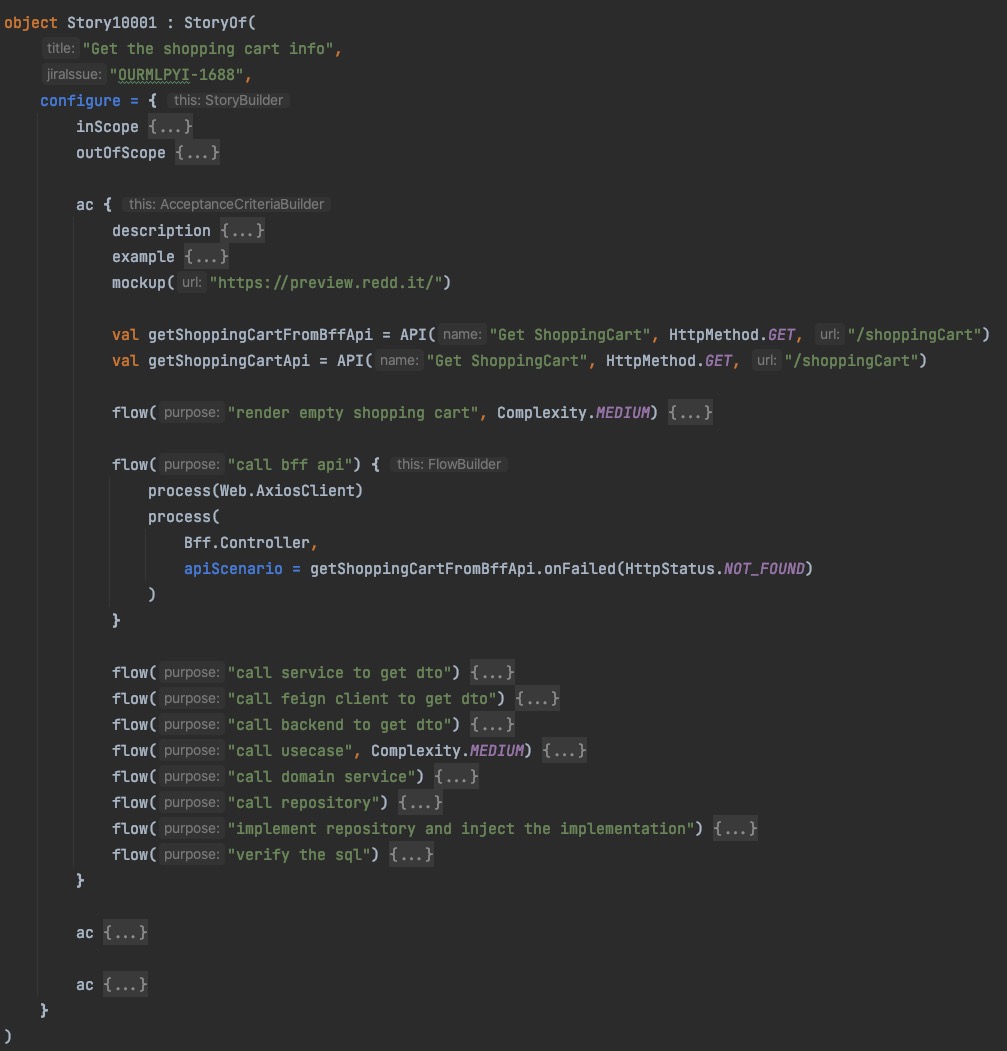 object Story10001 : StoryOf(
title: "Get the shopping cart info",
jiraIssue: "OURMLPYI-1688",
configure = { this: StoryBuilder
inScope {...}
outOfScope {...}
ac { this: AcceptanceCriteriaBuilder
description {...}
example {...}
mockup( url: "https://preview.redd.it/")
val getShoppingCartFromBffApi = API( name: "Get ShoppingCart", HttpMethod.GET, url: "/shoppingCart")
val getShoppingCartApi = API( name: "Get ShoppingCart", HttpMethod.GET, url: "/shoppingCart")
flow( purpose: "render empty shopping cart", Complexity.MEDIUM) {...}
flow( purpose: "call bff api") { this: FlowBuilder
process(Web.AxiosClient)
process(
Bff.Controller,
apiScenario = getShoppingCartFromBffApi.onFailed(HttpStatus.NOT_FOUND)
)
}
flow( purpose: "call service to get dto") {...}
flow( purpose: "call feign client to get dto") {...}
flow( purpose: "call backend to get dto") {...}
flow( purpose: "call usecase", Complexity.MEDIUM) {...}
flow( purpose: "call domain service") {...}
flow( purpose: "call repository") {...}
flow( purpose: "implement repository and inject the implementation") {...}
flow( purpose: "verify the sql") {...}
}
ac {...}
ac {...}
}
)